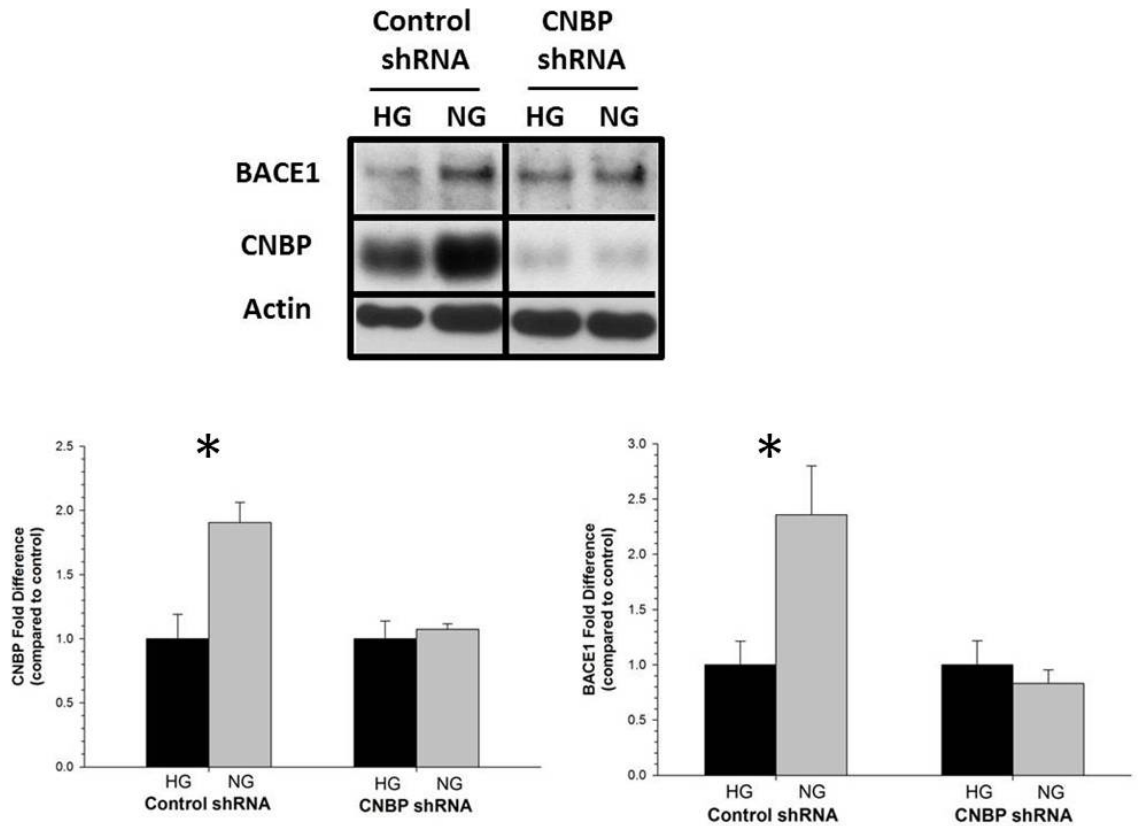 Control CNBP
shRNA shRNA
HG NG HG NG
BACE1
CNBP
Actin
*
CNBP Fold Difference
(compared to control)
2.5
2.0
1.5
1.0
0.5
0.0
HG NG HG NG
Control shRNA CNBP shRNA
*
BACE1 Fold Difference
(compared to control)
3.0
2.5
2.0
1.5
1.0
0.5
0.0
HG NG HG NG
Control shRNA CNBP shRNA